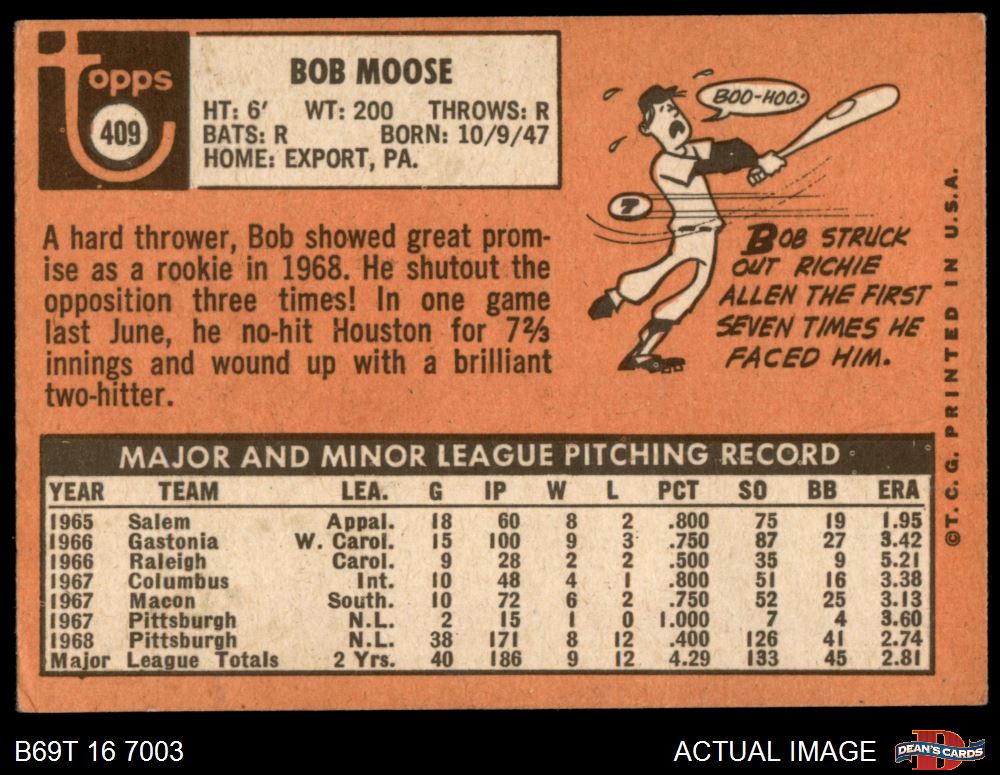 Topps
409
BOB MOOSE
HT: 6' WT: 200 THROWS: R
BATS: R BORN: 10/9/47
HOME: EXPORT, PA.
A hard thrower, Bob showed great prom-
ise as a rookie in 1968. He shutout the
opposition three times! In one game
last June, he no-hit Houston for 7⅔
innings and wound up with a brilliant
two-hitter.
BOO-HOO!
7
BOB STRUCK
OUT RICHIE
ALLEN THE FIRST
SEVEN TIMES HE
FACED HIM.
©T. C. G. PRINTED IN U.S.A.
MAJOR AND MINOR LEAGUE PITCHING RECORD
YEAR TEAM LEA. G IP W L PCT SO BB ERA
1965 Salem Appal. 18 60 8 2 .800 75 19 1.95
1966 Gastonia W. Carol. 15 100 9 3 .750 87 27 3.42
1966 Raleigh Carol. 9 28 2 2 .500 35 9 5.21
1967 Columbus Int. 10 48 4 1 .800 51 16 3.38
1967 Macon South. 10 72 6 2 .750 52 25 3.13
1967 Pittsburgh N.L. 2 15 1 0 1.000 7 4 3.60
1968 Pittsburgh N.L. 38 171 8 12 .400 126 41 2.74
Major League Totals 2 Yrs. 40 186 9 12 4.29 133 45 2.81
B69T 16 7003
ACTUAL IMAGE
DEAN'S CARDS